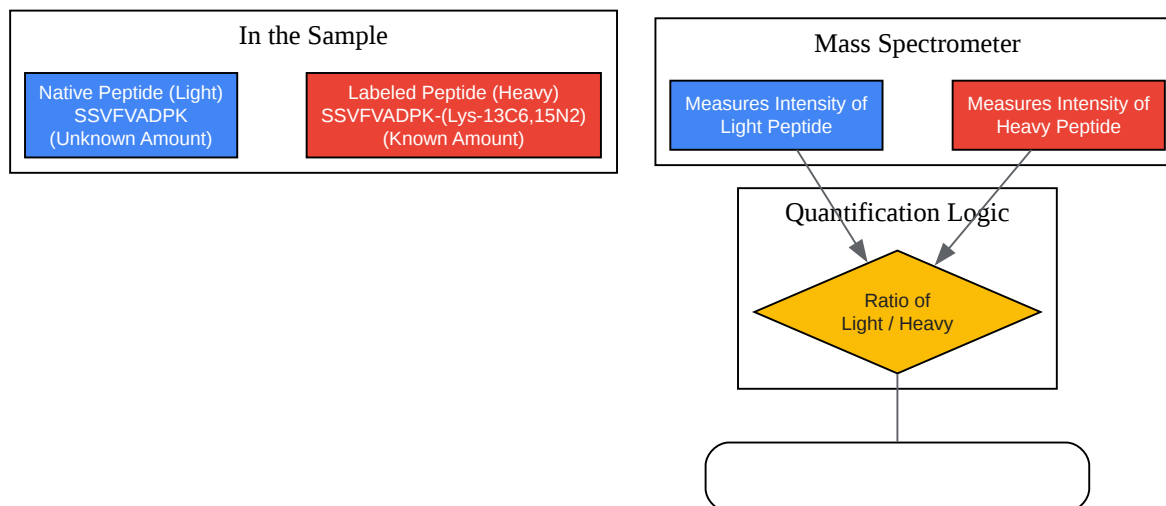 In the Sample
Native Peptide (Light)
SSVFVADPK
(Unknown Amount)
Labeled Peptide (Heavy)
SSVFVADPK-(Lys-13C6,15N2)
(Known Amount)
Mass Spectrometer
Measures Intensity of
Light Peptide
Measures Intensity of
Heavy Peptide
Quantification Logic
Ratio of
Light / Heavy